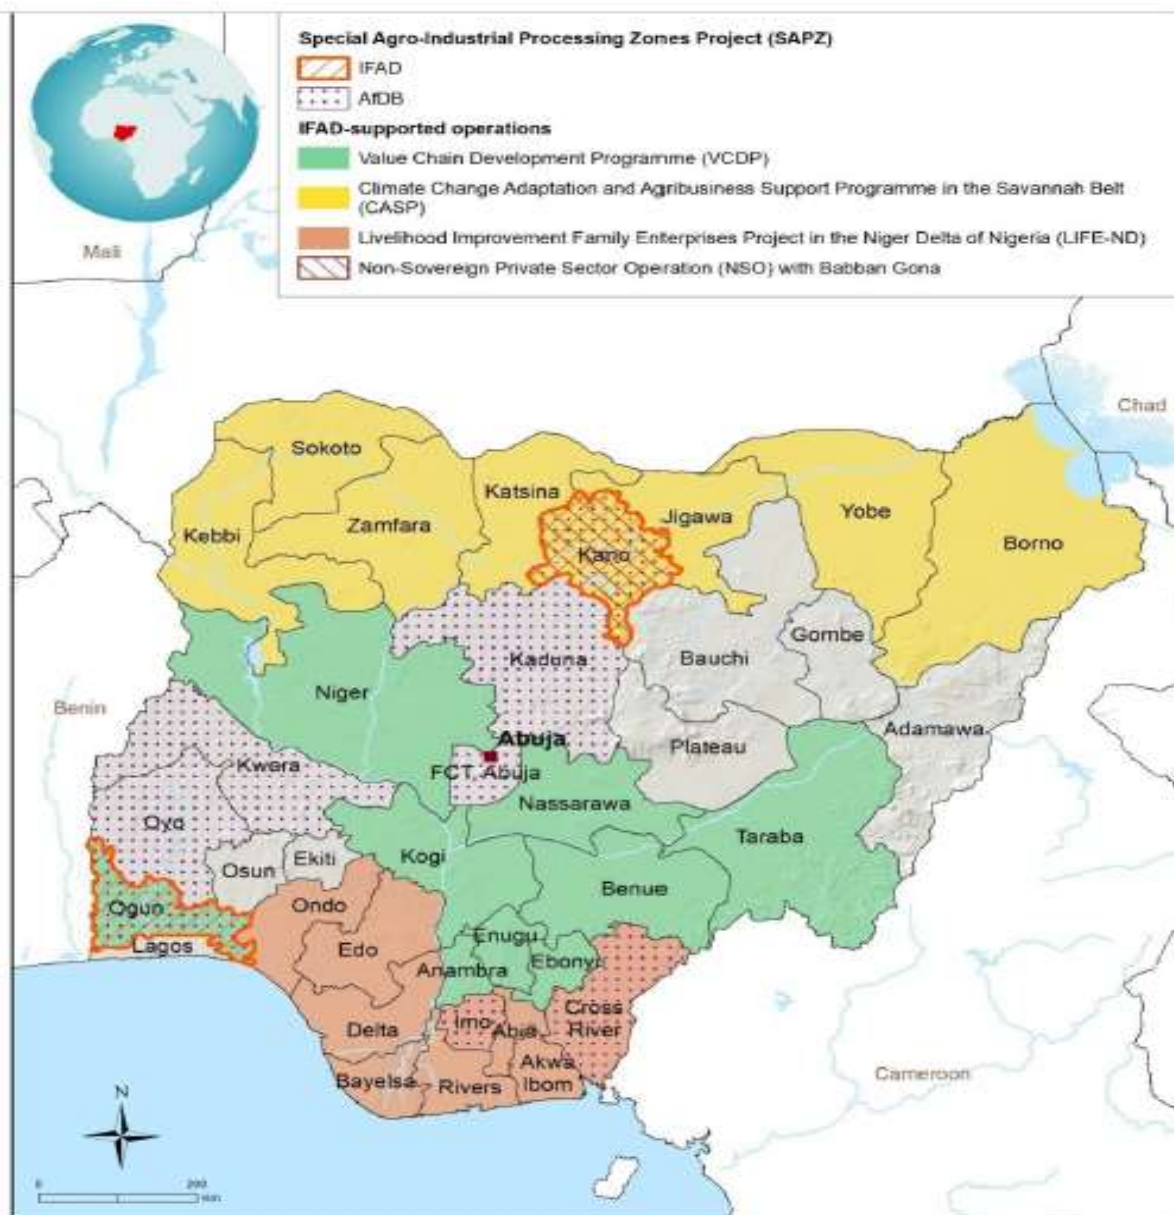 Special Agro-Industrial Processing Zones Project (SAPZ)
IFAD
AfDB
IFAD-supported operations
Value Chain Development Programme (VCDP)
Climate Change Adaptation and Agribusiness Support Programme in the Savannah Belt
(CASP)
Livelihood Improvement Family Enterprises Project in the Niger Delta of Nigeria (LIFE-ND)
Non-Sovereign Private Sector Operation (NSO) with Babban Gona
Mali
Chad
Sokoto
Katsina
Kebbi
Zamfara
Jigawa
Yobe
Borno
Kano
Gombe
Kaduna
Bauchi
Niger
Benin
Adamawa
Abuja
Plateau
Kwara
FCT, Abuja
Nassarawa
Oyo
Taraba
Kogi
Osun
Ekiti
Benue
Ogun
Ondo
Enugu
Lagos
Edo
Anambra
Ebonyi
Cross
River
Imo
Abia
Delta
Akwa
Ibom
Bayelsa
Rivers
Cameroon
N
0
200
km